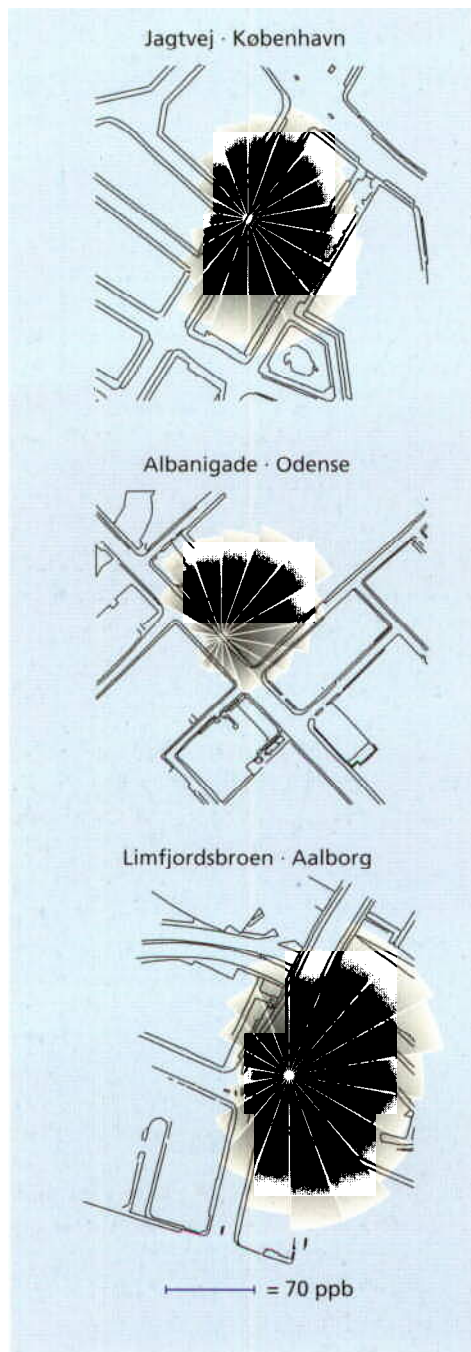 Jagtvej · København
Albanigade · Odense
Limfjordsbroen · Aalborg
= 70 ppb